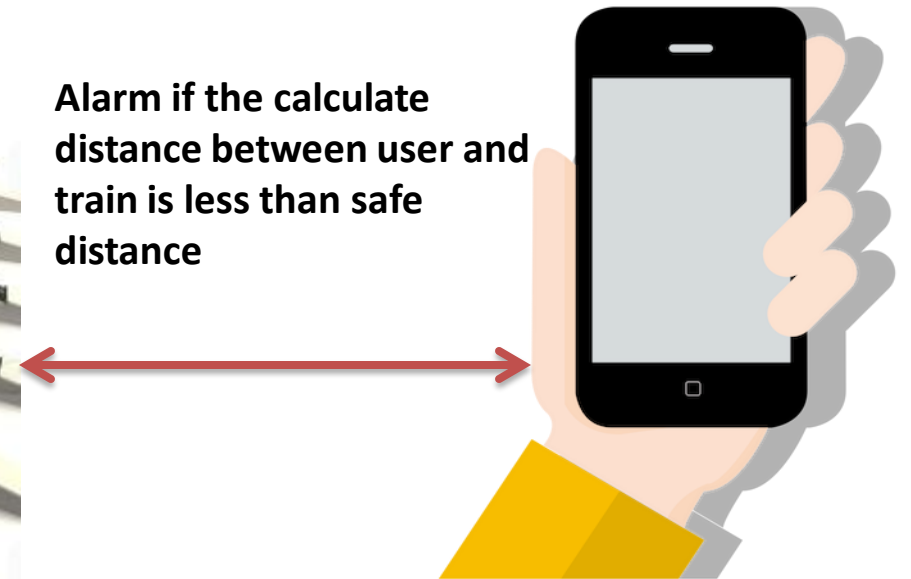 Alarm if the calculate
distance between user and
train is less than safe
distance